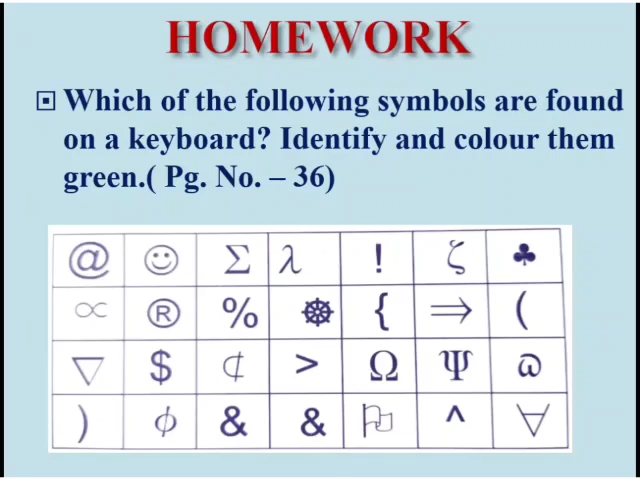 HOMEWORK
Which of the following symbols are found
on a keyboard? Identify and colour them
green.( Pg. No. – 36)
@ ☺ Σ λ ! ζ ♣
∝ ® % ☸ { ⇒ (
▽ $ ⊄ > Ω Ψ ϖ
) ϕ & & ^ ∀